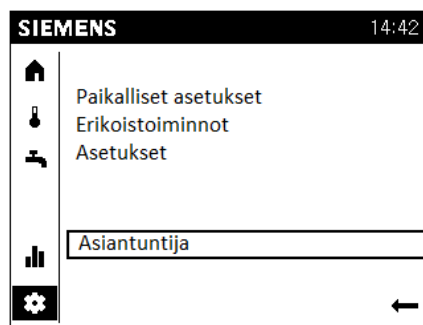 SIEMENS 14:42
Paikalliset asetukset
Erikoistoiminnot
Asetukset
Asiantuntija